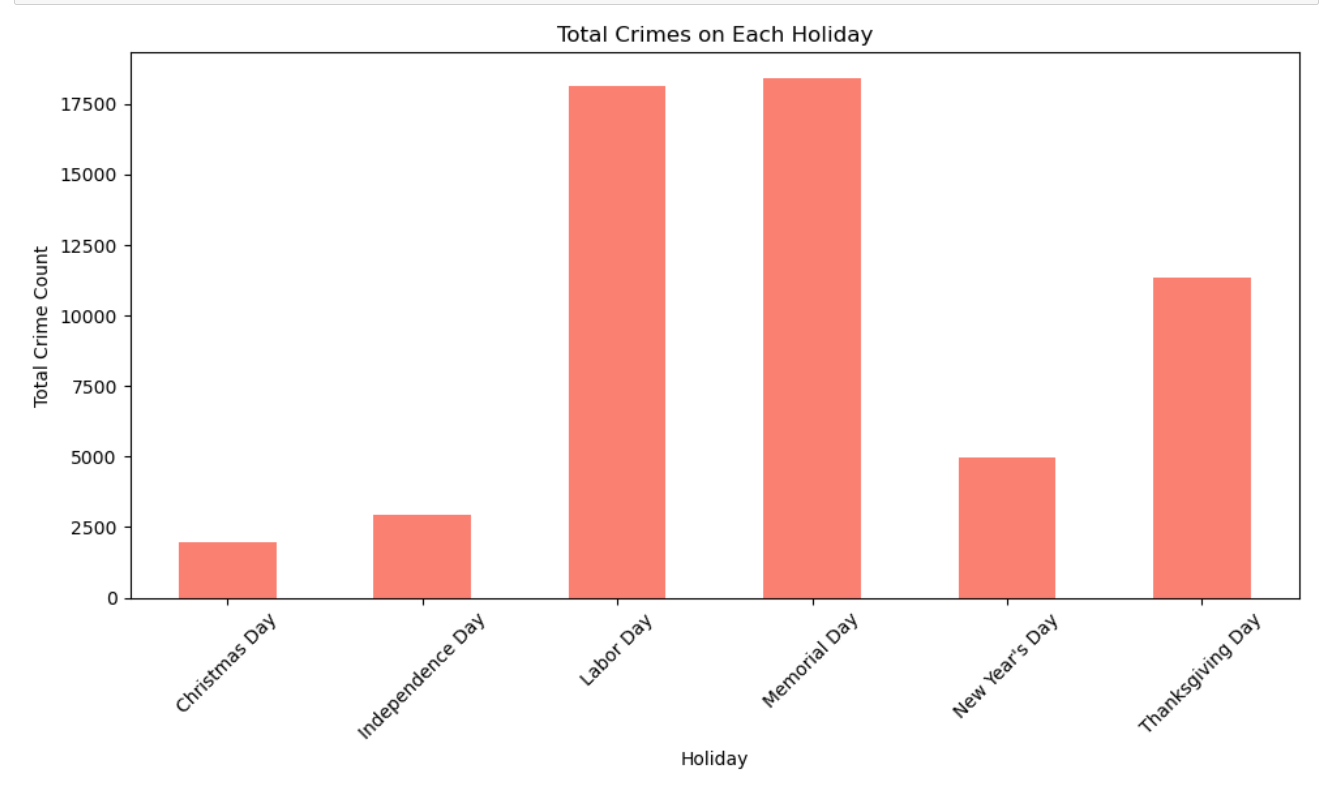 Total Crimes on Each Holiday
Total Crime Count
17500
15000
12500
10000
7500
5000
2500
0
Christmas Day
Independence Day
Labor Day
Memorial Day
New Year's Day
Thanksgiving Day
Holiday